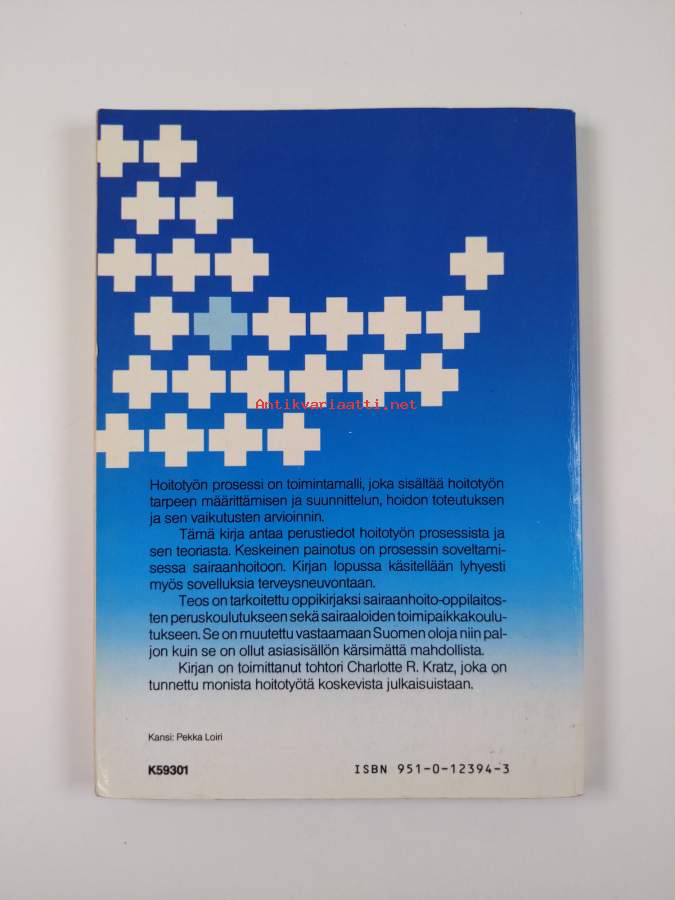 Antikvariaatti.net
Hoitotyön prosessi on toimintamalli, joka sisältää hoitotyön
tarpeen määrittämisen ja suunnittelun, hoidon toteutuksen
ja sen vaikutusten arvioinnin.
Tämä kirja antaa perustiedot hoitotyön prosessista ja
sen teoriasta. Keskeinen painotus on prosessin soveltami-
sessa sairaanhoitoon. Kirjan lopussa käsitellään lyhyesti
myös sovelluksia terveysneuvontaan.
Teos on tarkoitettu oppikirjaksi sairaanhoito-oppilaitos-
ten peruskoulutukseen sekä sairaaloiden toimipaikkakoulu-
tukseen. Se on muutettu vastaamaan Suomen oloja niin pal-
jon kuin se on ollut asiasisällön kärsimättä mahdollista.
Kirjan on toimittanut tohtori Charlotte R. Kratz, joka on
tunnettu monista hoitotyötä koskevista julkaisuistaan.
Kansi: Pekka Loiri
K59301 ISBN 951-0-12394-3